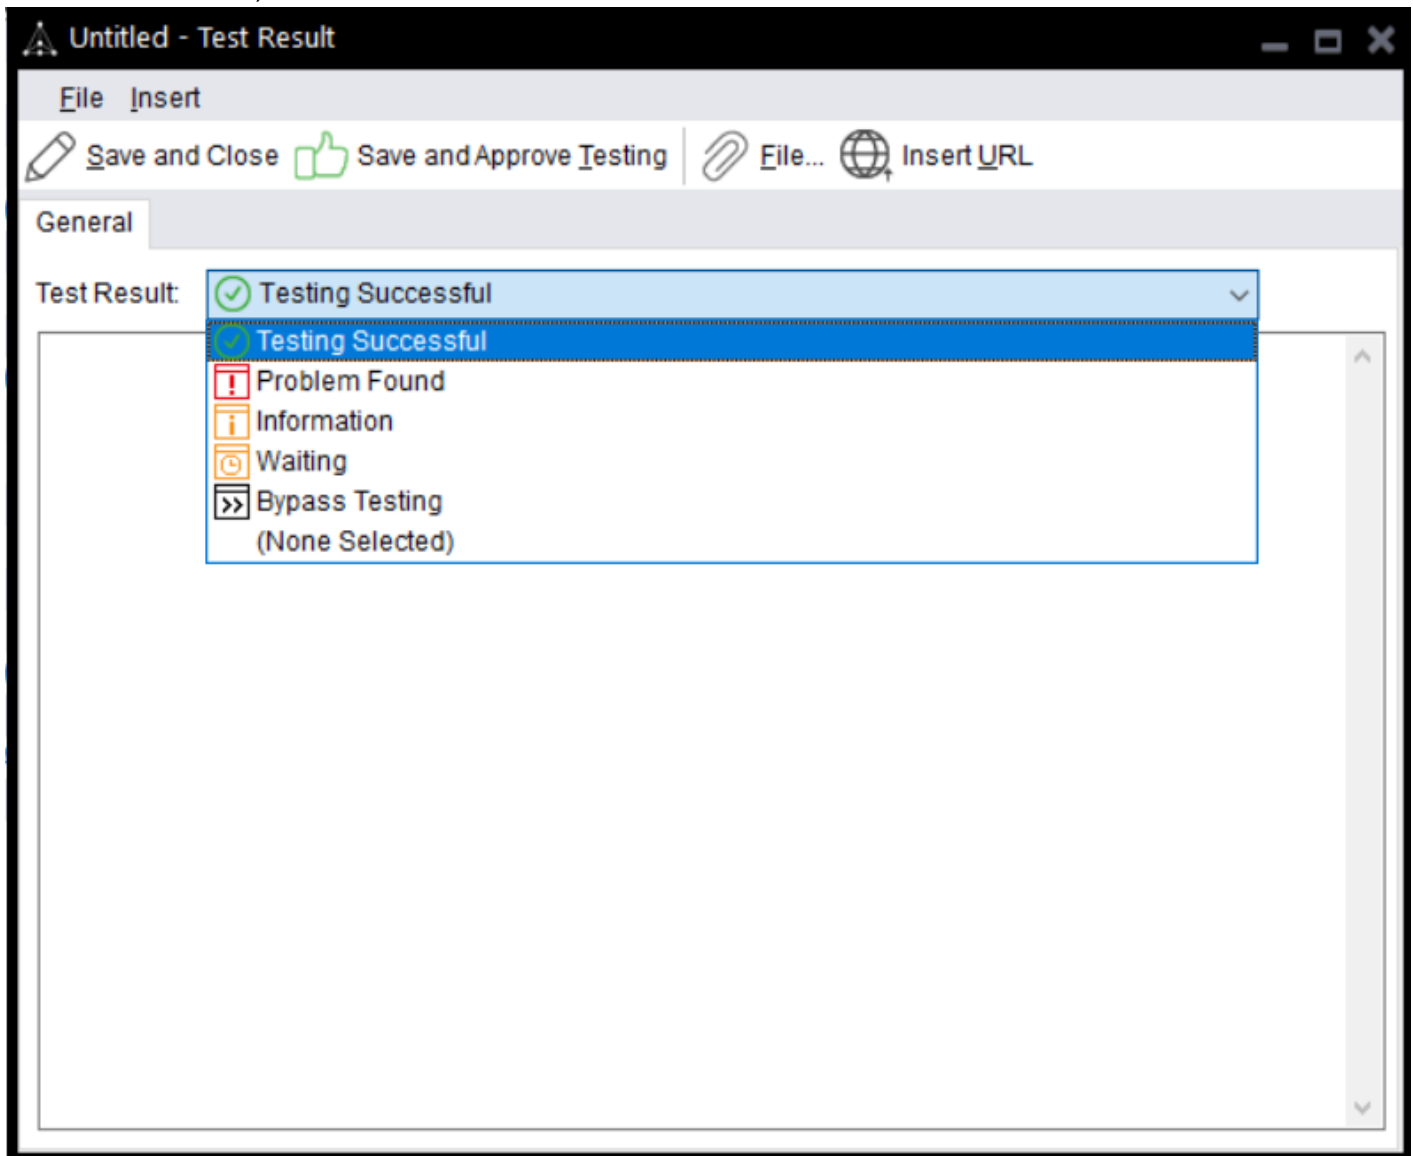 Untitled - Test Result
File Insert
Save and Close Save and Approve Testing File... Insert URL
General
Test Result: Testing Successful
Testing Successful
Problem Found
Information
Waiting
Bypass Testing
(None Selected)